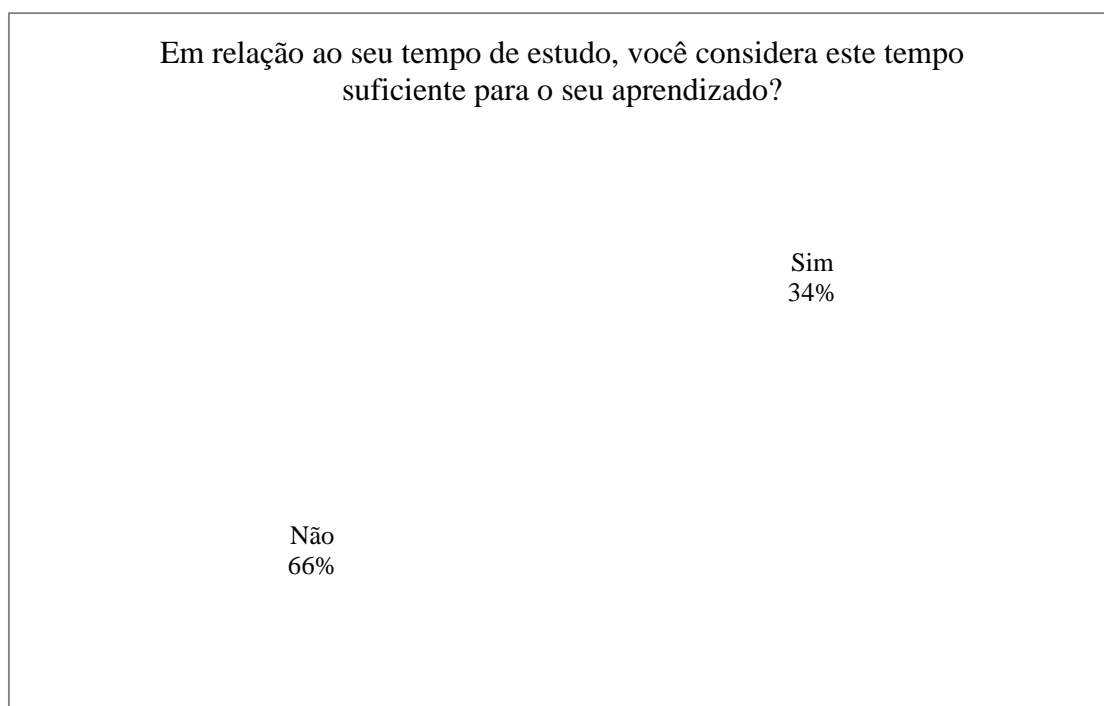 Em relação ao seu tempo de estudo, você considera este tempo
suficiente para o seu aprendizado?
Sim
34%
Não
66%